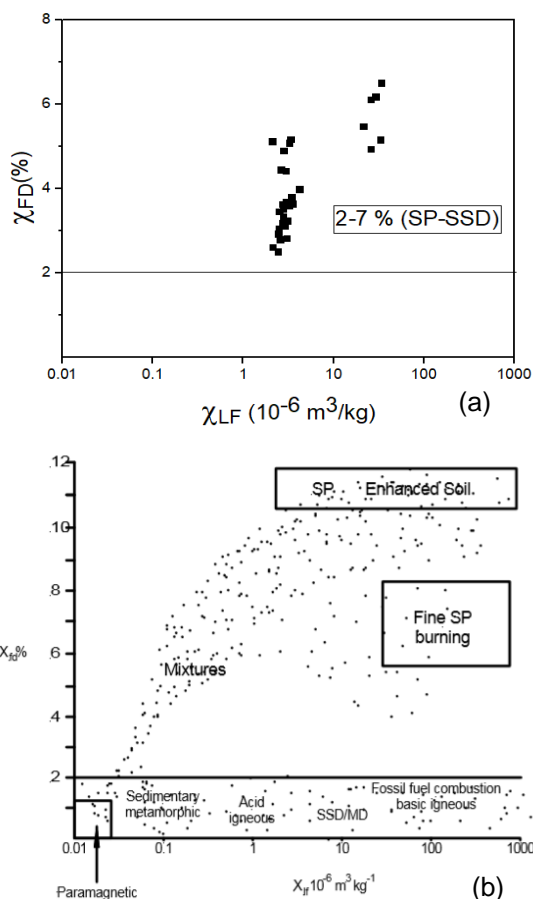 8
6
4
2
χFD(%)
2-7 % (SP-SSD)
0.01 0.1 1 10 100 1000
χLF (10-6 m3/kg)
(a)
.12
SP Enhanced Soil.
.10
.8
Fine SP
burning
Xfd%
.6
Mixtures
.4
.2
Sedimentary
metamorphic
Acid
igneous
SSD/MD
Fossil fuel combustion
basic igneous
0.01 0.1 1 10 100 1000
Paramagnetic
Xlf 10-6 m3 kg-1
(b)